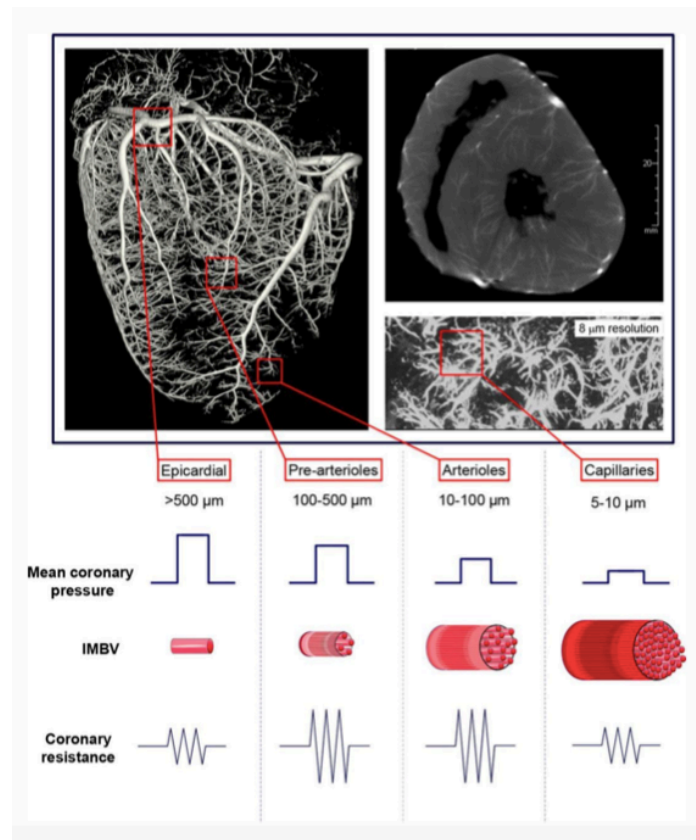 20
mm
8 µm resolution
Epicardial
Pre-arterioles
Arterioles
Capillaries
>500 µm
100-500 µm
10-100 µm
5-10 µm
Mean coronary
pressure
IMBV
Coronary
resistance